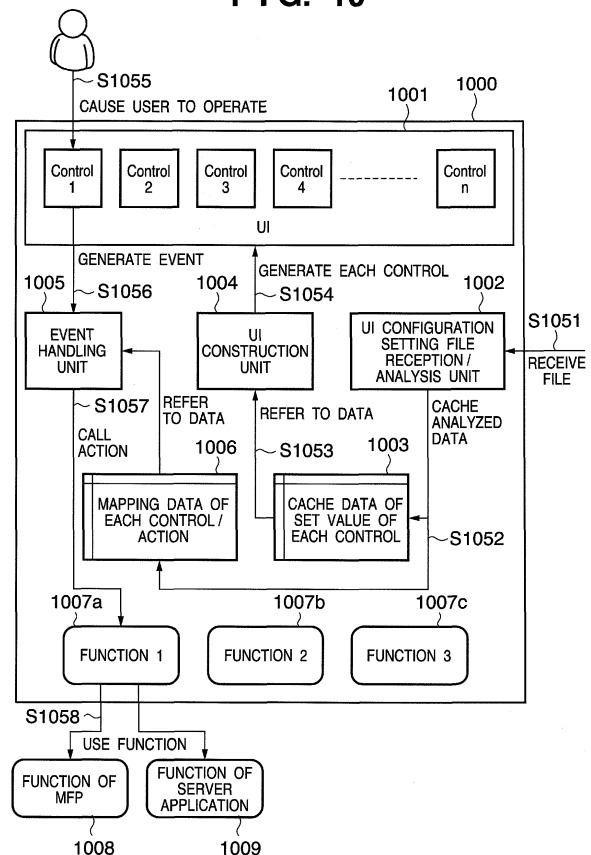 FIG. 10
S1055
CAUSE USER TO OPERATE
1001
1000
Control
1
Control
2
Control
3
Control
4
Control
n
UI
GENERATE EVENT
1005
S1056
1004
GENERATE EACH CONTROL
S1054
1002
S1051
EVENT
HANDLING
UNIT
UI
CONSTRUCTION
UNIT
UI CONFIGURATION
SETTING FILE
RECEPTION /
ANALYSIS UNIT
RECEIVE
FILE
S1057
CALL
ACTION
REFER
TO DATA
1006
REFER TO DATA
S1053
1003
CACHE
ANALYZED
DATA
MAPPING DATA OF
EACH CONTROL /
ACTION
CACHE DATA OF
SET VALUE OF
EACH CONTROL
S1052
1007a
1007b
1007c
FUNCTION 1
FUNCTION 2
FUNCTION 3
S1058
USE FUNCTION
FUNCTION OF
MFP
FUNCTION OF
SERVER
APPLICATION
1008
1009